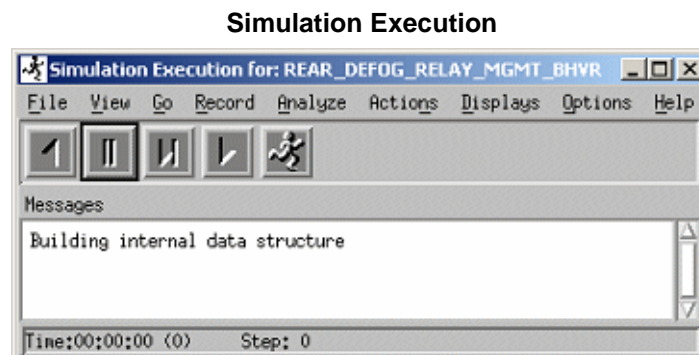 Simulation Execution
Simulation Execution for: REAR_DEFOG_RELAY_MGMT_BHVR
File View Go Record Analyze Actions Displays Options Help
Messages
Building internal data structure
Time:00:00:00 (0) Step: 0